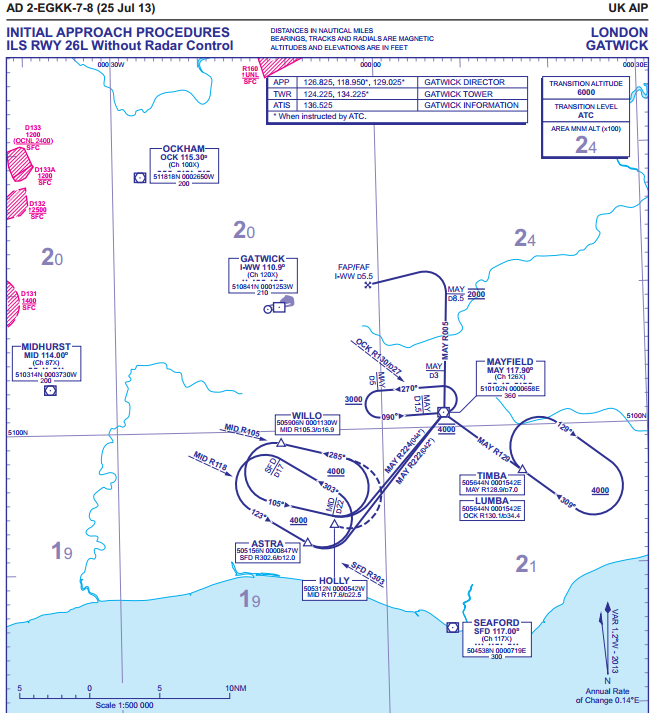 AD 2-EGKK-7-8 (25 Jul 13)
UK AIP
INITIAL APPROACH PROCEDURES
ILS RWY 26L Without Radar Control
DISTANCES IN NAUTICAL MILES
BEARINGS, TRACKS AND RADIALS ARE MAGNETIC
ALTITUDES AND ELEVATIONS ARE IN FEET
LONDON
GATWICK
00030W
00000
00030E
R160
1UNL
SFC
APP 126.825, 118.950*, 129.025* GATWICK DIRECTOR
TWR 124.225, 134.225* GATWICK TOWER
ATIS 136.525 GATWICK INFORMATION
* When instructed by ATC.
TRANSITION ALTITUDE
6000
TRANSITION LEVEL
ATC
AREA MNM ALT (x100)
24
D133
1200
(OCNL 2400)
SFC
D133A
1200
SFC
D132
12500
SFC
OCKHAM
OCK 115.30°
(Ch 100X)
511818N 0002650W
200
20
20
24
GATWICK
I-WW 110.9°
(Ch 120X)
510841N 0001253W
210
FAP/FAF
I-WW D5.5
MAY
D8.5
2000
D131
1400
SFC
MAY R005
MIDHURST
MID 114.00°
(Ch 87X)
510314N 0003730W
200
OCK R130/D27
MAY
D5
MAY
D3
270°
3000
090°
MAY
D1.5
MAYFIELD
MAY 117.90°
(Ch 126X)
510102N 0000658E
360
5100N
5100N
4000
WILLO
505906N 0001130W
MID R105.3/D16.9
MID R105
MID R118
MAY R224(044°)
MAY R222(042°)
MAY R129
129°
309°
4000
SFD
D17
285°
4000
303°
MID
D22
105°
123°
4000
TIMBA
505644N 0001542E
MAY R128.9/D7.0
LUMBA
505644N 0001542E
OCK R130.1/D34.4
19
ASTRA
505156N 0000847W
SFD R302.6/D12.0
SFD R303
21
HOLLY
505312N 0000542W
MID R117.6/D22.5
19
SEAFORD
SFD 117.00°
(Ch 117X)
504538N 0000719E
300
VAR 1.2°W - 2013
N
Annual Rate
of Change 0.14°E
5 0 5 10NM
Scale 1:500 000